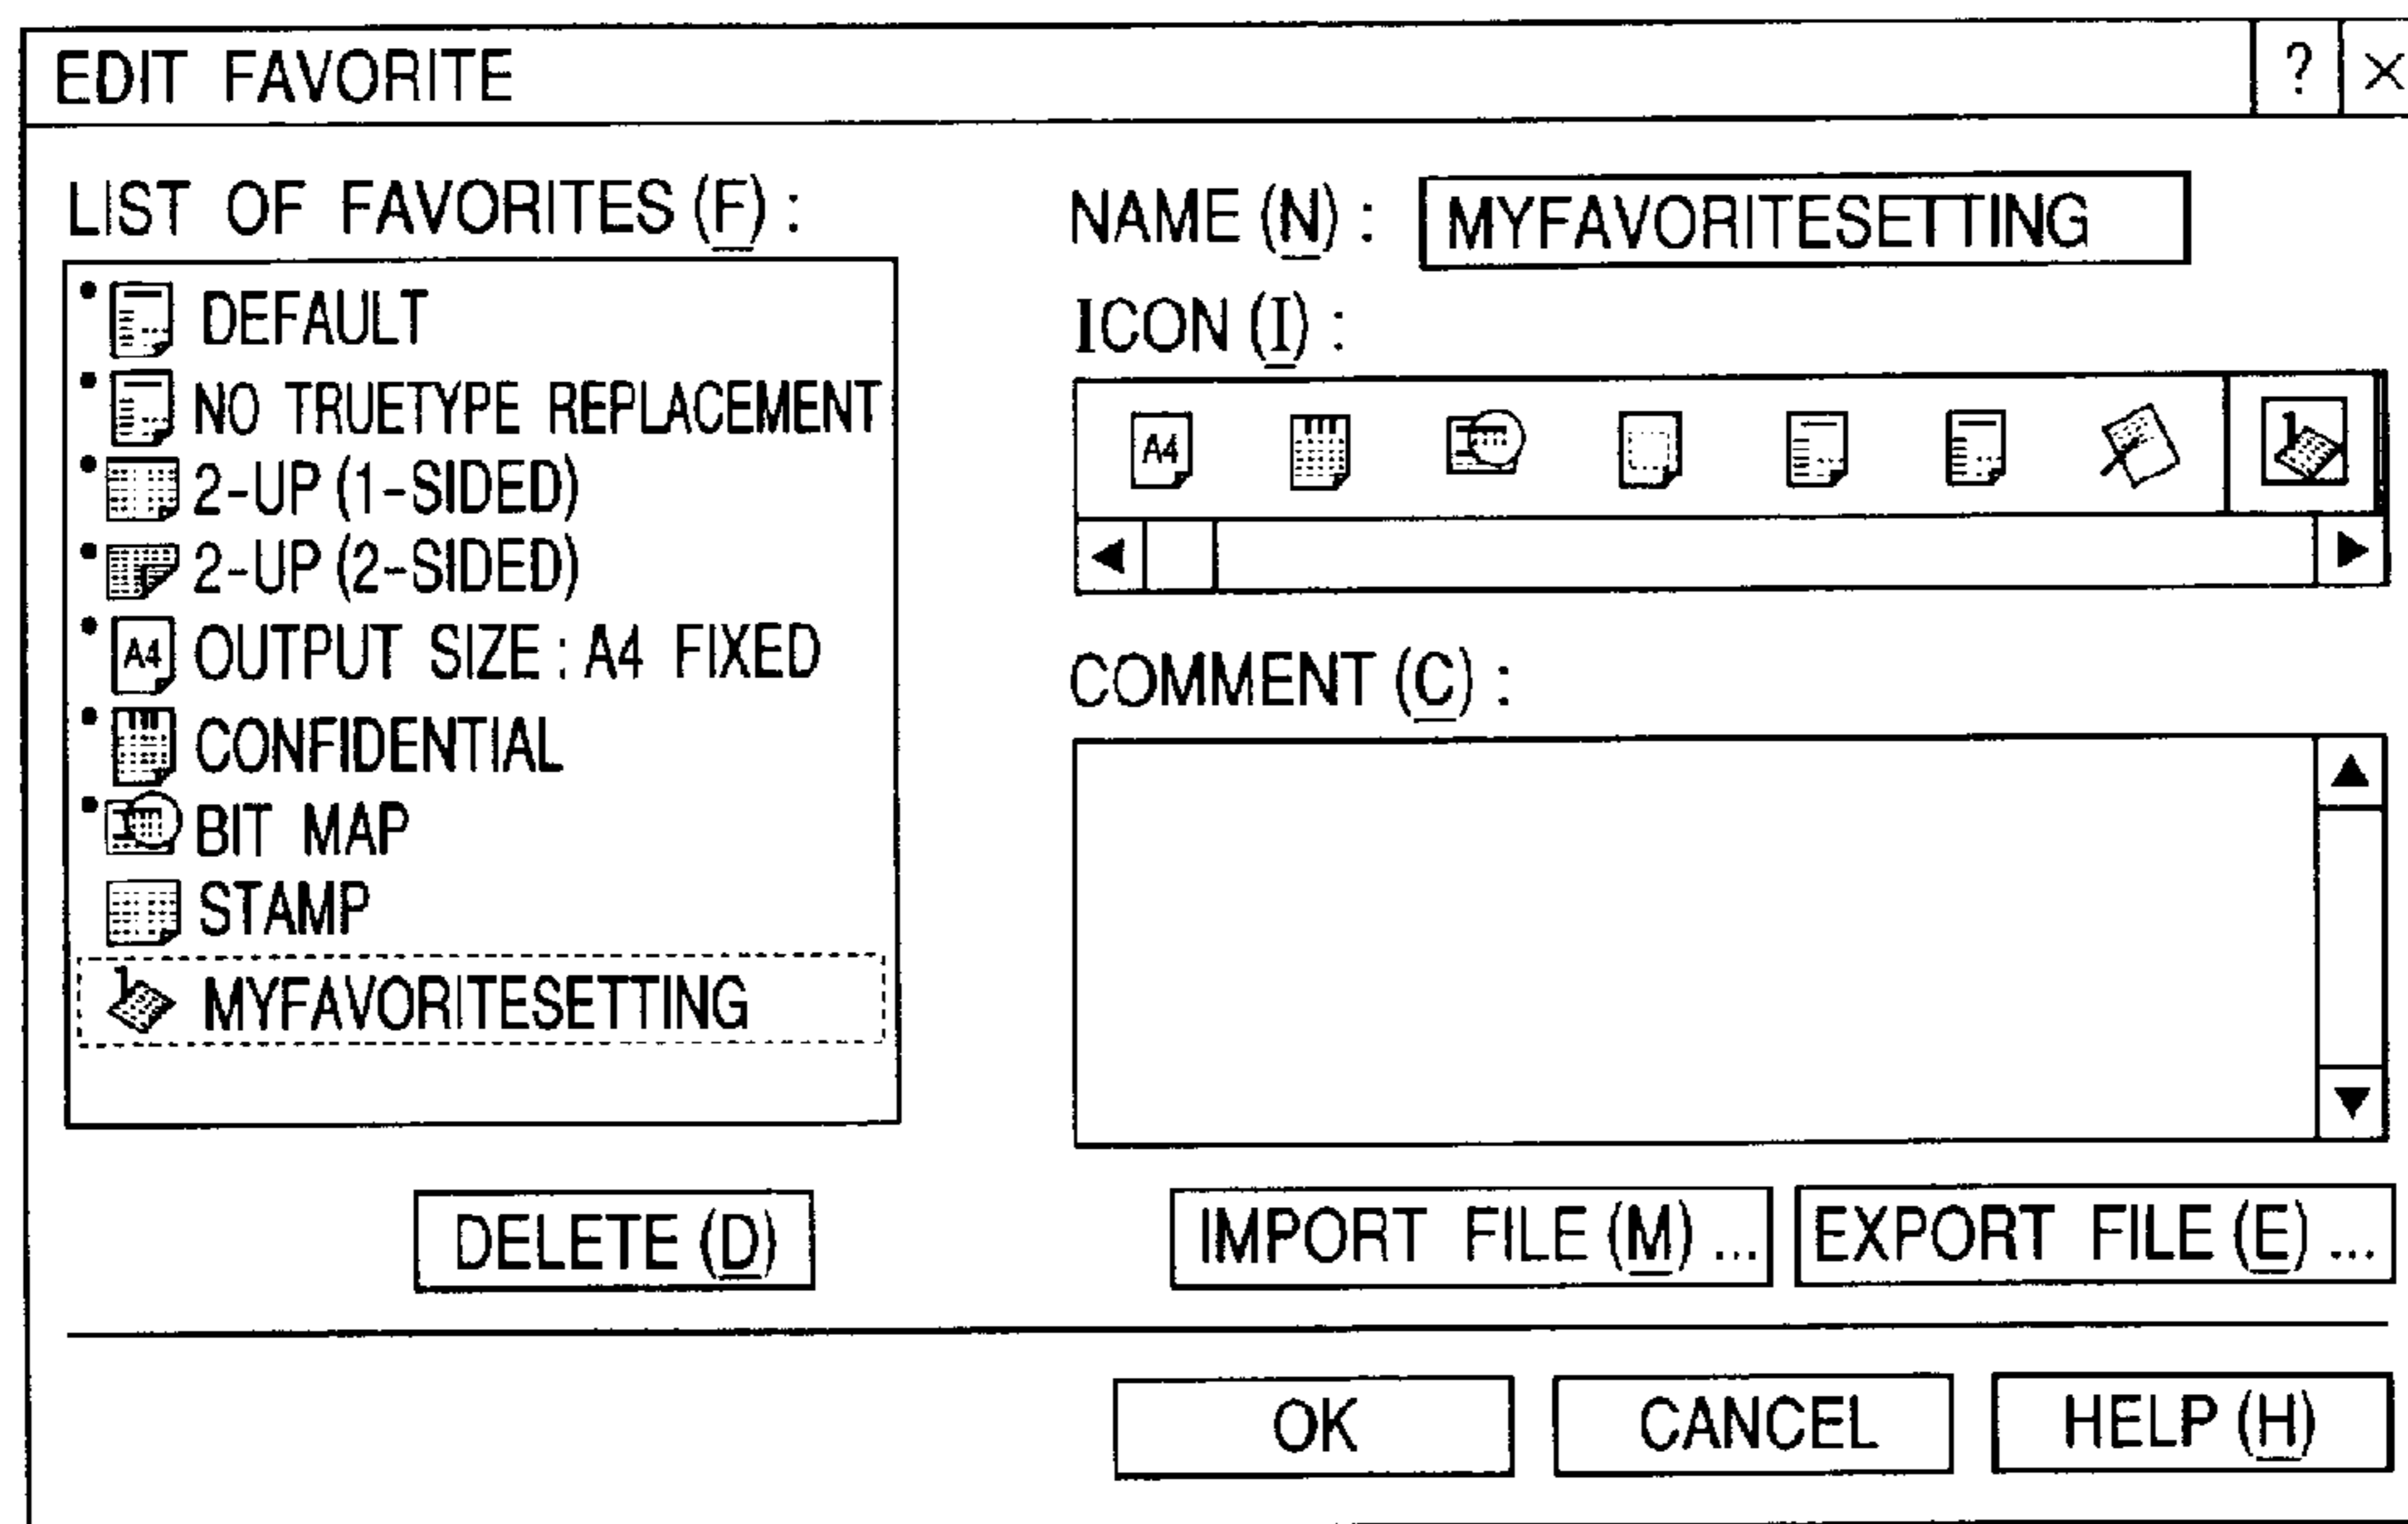 EDIT FAVORITE ? ×
LIST OF FAVORITES (F) :
DEFAULT
NO TRUETYPE REPLACEMENT
2-UP (1-SIDED)
2-UP (2-SIDED)
A4 OUTPUT SIZE : A4 FIXED
CONFIDENTIAL
BIT MAP
STAMP
1 MYFAVORITESETTING
DELETE (D)
NAME (N) : MYFAVORITESETTING
ICON (I) :
A4 1
COMMENT (C) :
IMPORT FILE (M) ... EXPORT FILE (E) ...
OK CANCEL HELP (H)